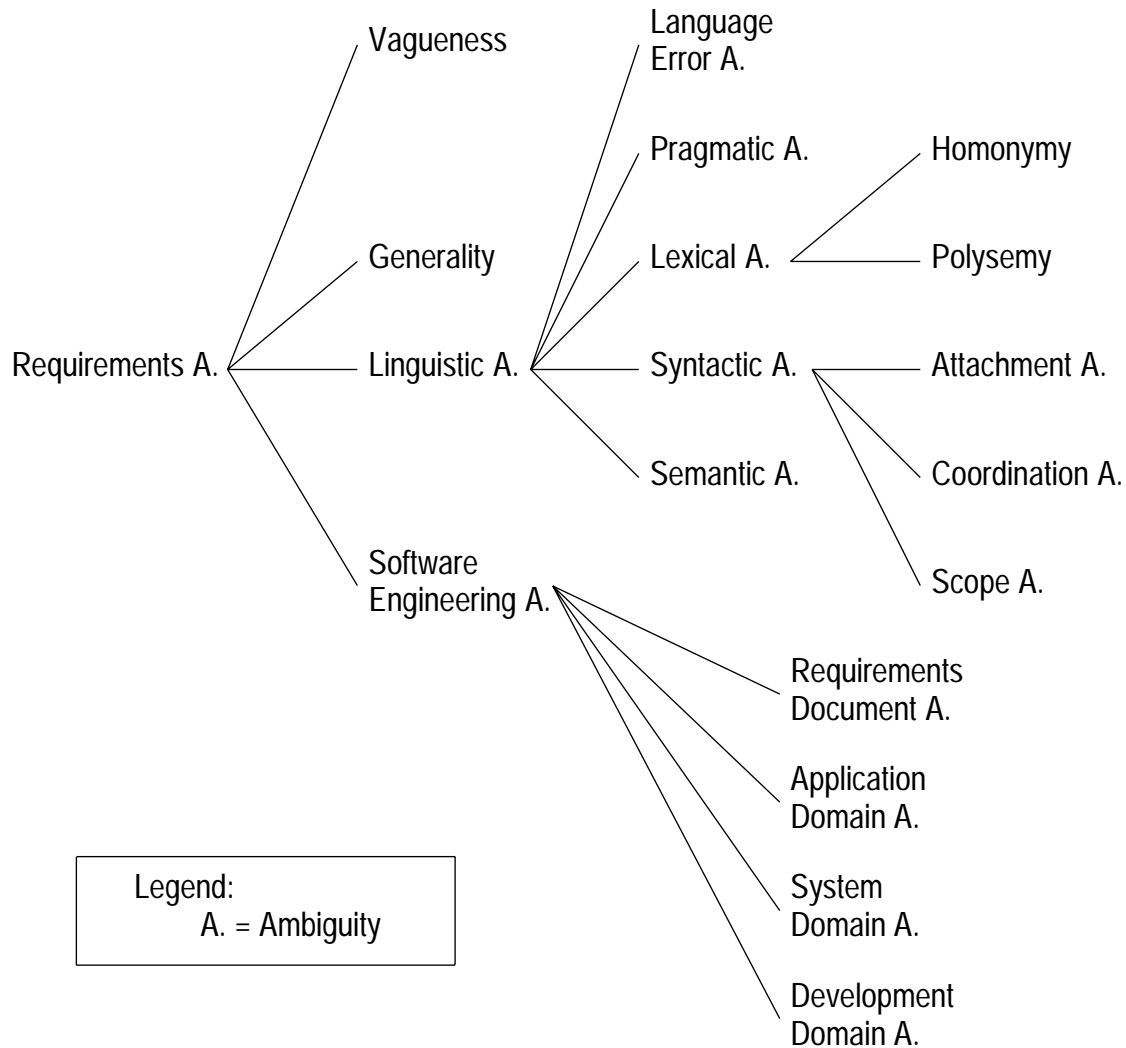 Vagueness
Language
Error A.
Pragmatic A.
Homonymy
Generality
Lexical A.
Polysemy
Requirements A.
Linguistic A.
Syntactic A.
Attachment A.
Semantic A.
Coordination A.
Software
Engineering A.
Scope A.
Requirements
Document A.
Application
Domain A.
Legend:
A. = Ambiguity
System
Domain A.
Development
Domain A.